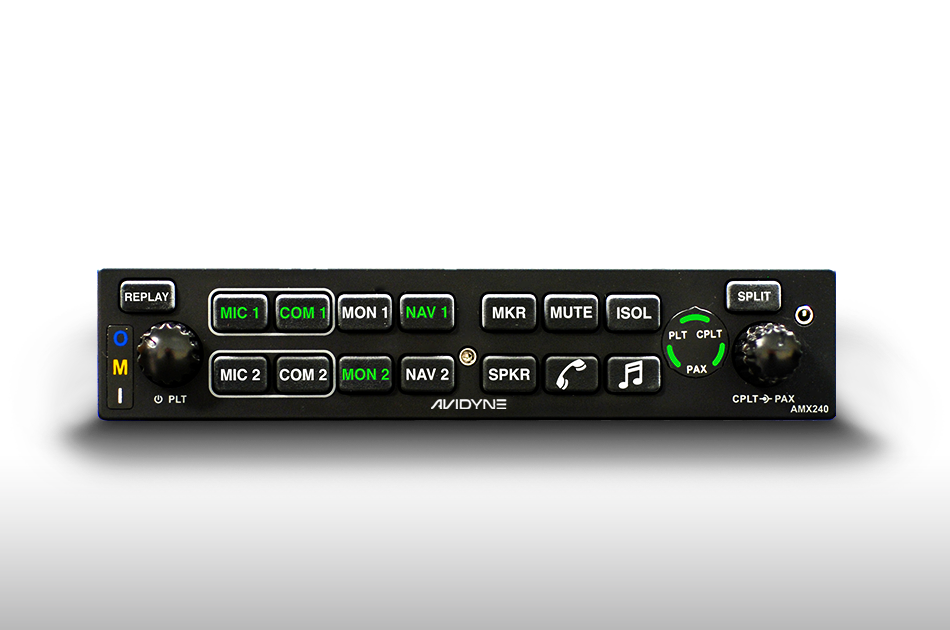 REPLAY
MIC 1 COM 1 MON 1 NAV 1 MKR MUTE ISOL
SPLIT
O
M
I
PLT CPLT
PAX
MIC 2 COM 2 MON 2 NAV 2 SPKR
PLT
AVIDYNE
CPLT PAX
AMX240